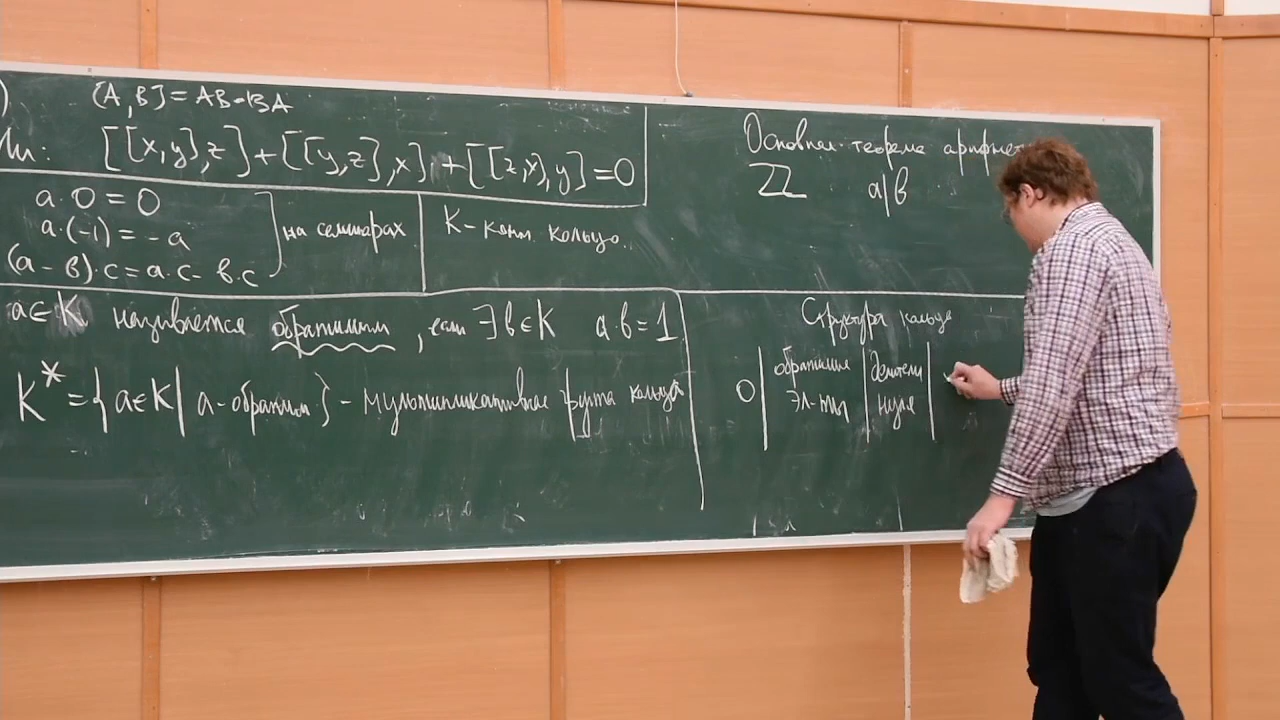 [A,B] = AB-BA
[[x,y],z]+[[y,z],x]+[[z,x],y]=0
a·0=0
a·(-1)=-a
(a-в)·c=a·c-в·c
на семинарах
K-комм. кольцо.
Основная теорема арифмет
ℤ a|в
a∈K называется обратимым, если ∃в∈K a·в=1
K*={a∈K|a-обратим}-мультипликативная группа кольца
Структура кольца
0 | обратимые | делители |
эл-ты | нуля